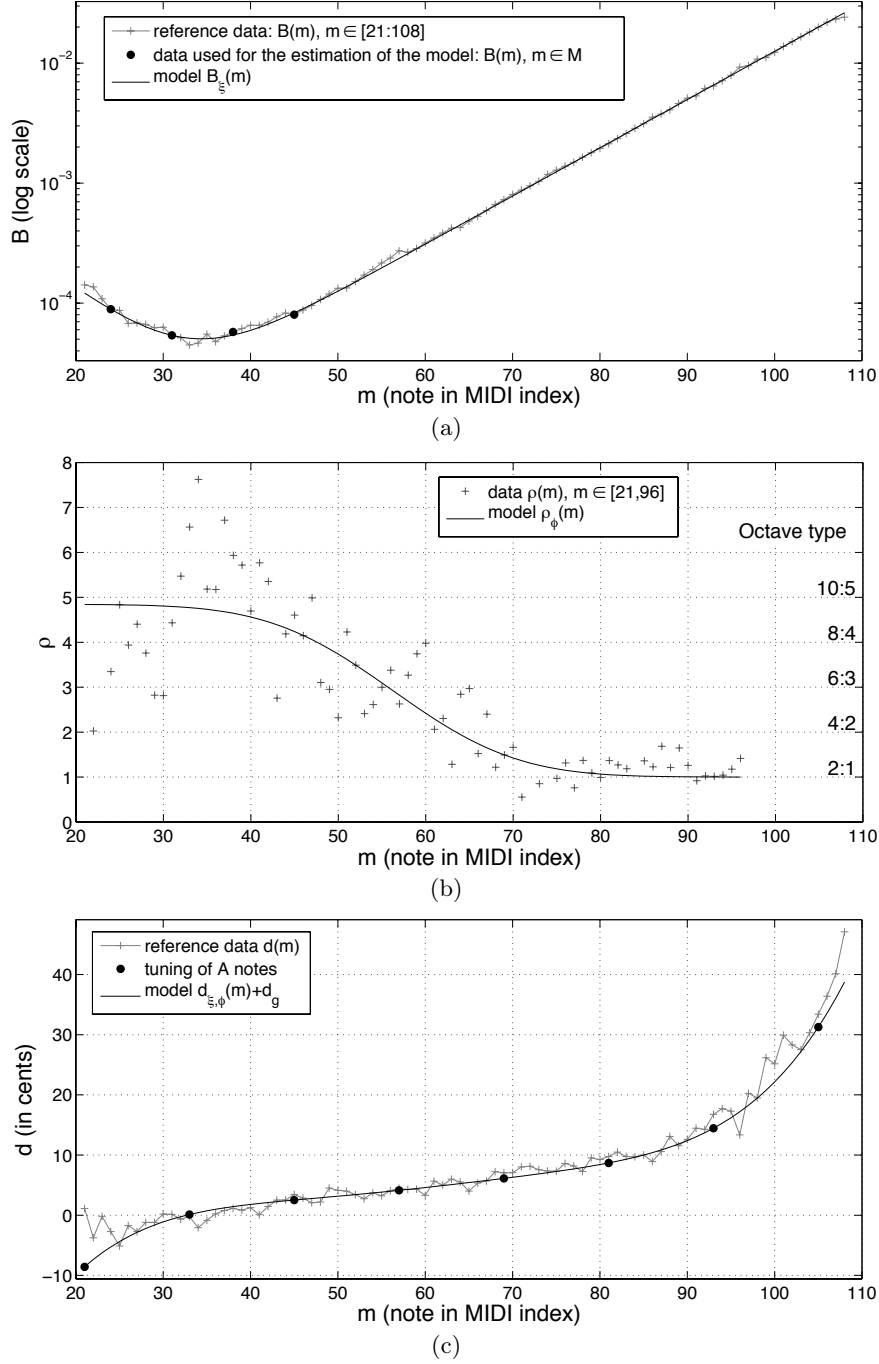 reference data: B(m), m ∈ [21:108]
data used for the estimation of the model: B(m), m ∈ M
model B_ξ(m)
10^−2
10^−3
10^−4
B (log scale)
20 30 40 50 60 70 80 90 100 110
m (note in MIDI index)
(a)
data ρ(m), m ∈ [21,96]
model ρ_ϕ(m)
Octave type
10:5
8:4
6:3
4:2
2:1
8
7
6
5
4
3
2
1
0
ρ
20 30 40 50 60 70 80 90 100 110
m (note in MIDI index)
(b)
reference data d(m)
tuning of A notes
model d_ξ,ϕ(m)+d_g
40
30
20
10
0
−10
d (in cents)
20 30 40 50 60 70 80 90 100 110
m (note in MIDI index)
(c)